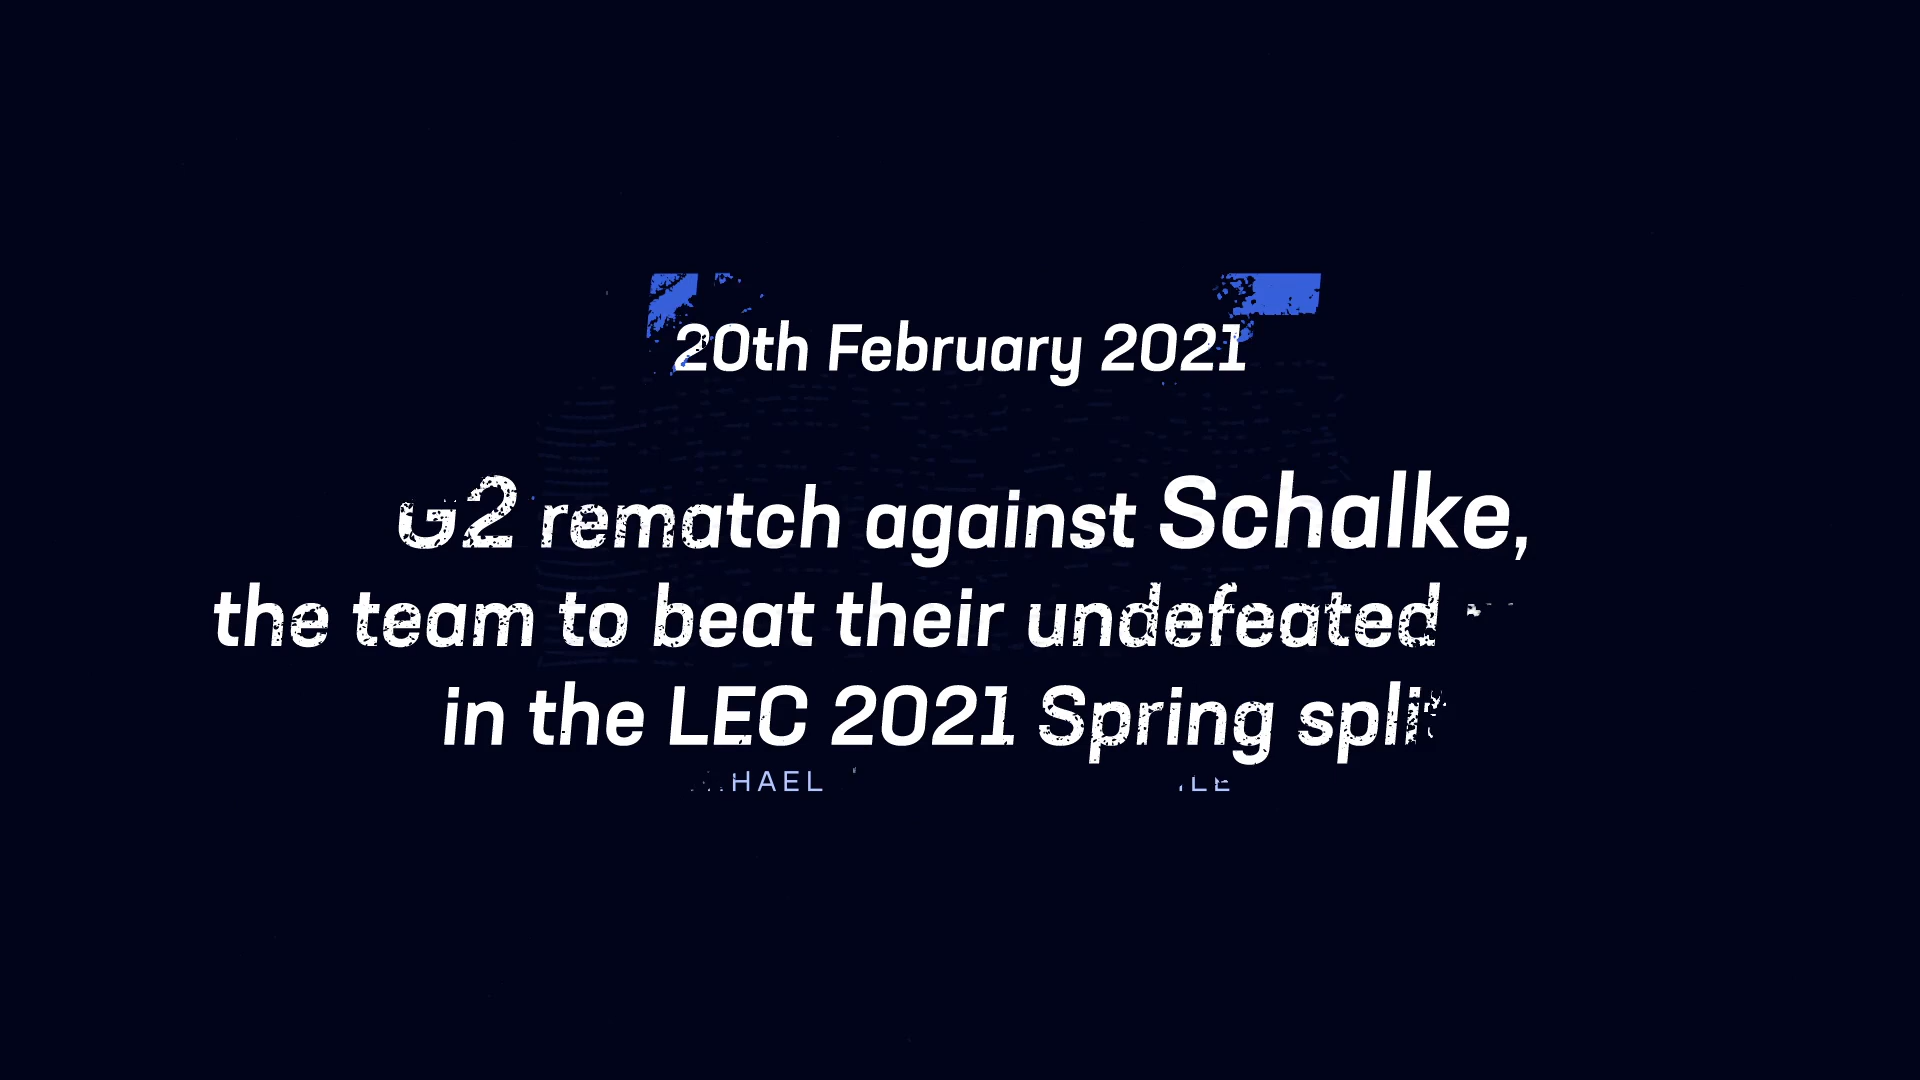 20th February 2021
G2 rematch against Schalke,
the team to beat their undefeated
in the LEC 2021 Spring split